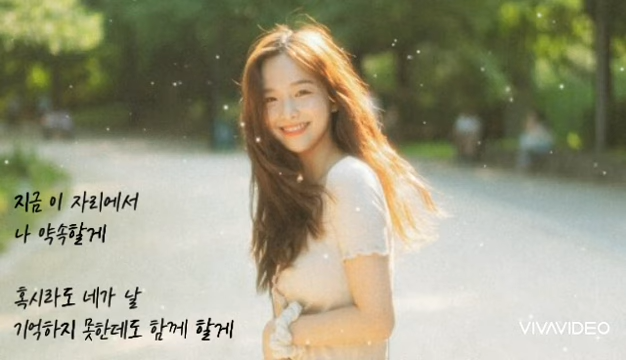 지금 이 자리에서
나 약속할게
혹시라도 네가 날
기억하지 못한데도 함께 할게
VIVAVIDEO